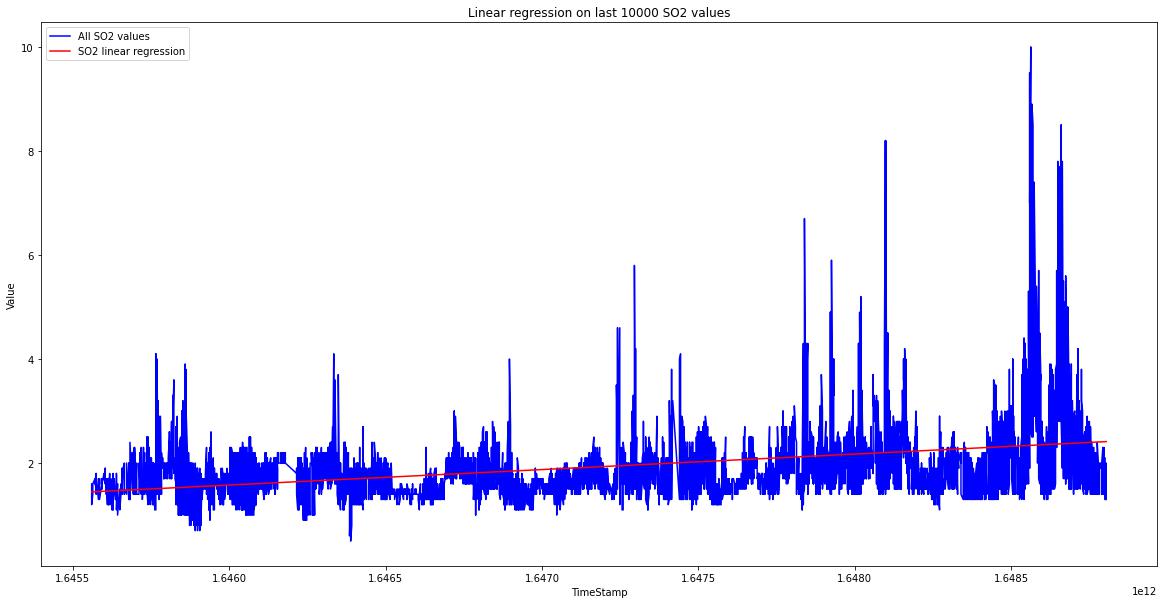 Linear regression on last 10000 SO2 values
All SO2 values
SO2 linear regression
10
8
6
4
2
Value
1.6455 1.6460 1.6465 1.6470 1.6475 1.6480 1.6485
TimeStamp
1e12